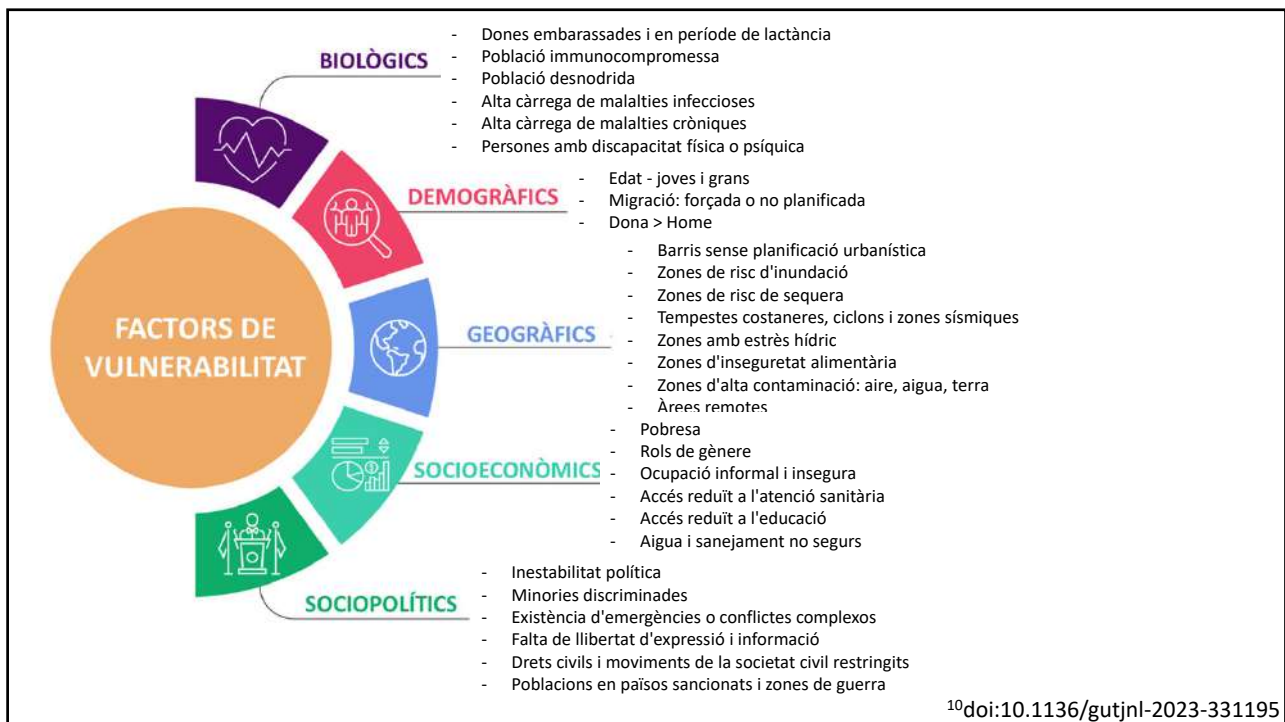 FACTORS DE
VULNERABILITAT
BIOLÒGICS
- Dones embarassades i en període de lactància
- Població immunocompromessa
- Població desnodrida
- Alta càrrega de malalties infeccioses
- Alta càrrega de malalties cròniques
- Persones amb discapacitat física o psíquica
DEMOGRÀFICS
- Edat - joves i grans
- Migració: forçada o no planificada
- Dona > Home
GEOGRÀFICS
- Barris sense planificació urbanística
- Zones de risc d'inundació
- Zones de risc de sequera
- Tempestes costaneres, ciclons i zones sísmiques
- Zones amb estrès hídric
- Zones d'inseguretat alimentària
- Zones d'alta contaminació: aire, aigua, terra
- Àrees remotes
SOCIOECONÒMICS
- Pobresa
- Rols de gènere
- Ocupació informal i insegura
- Accés reduït a l'atenció sanitària
- Accés reduït a l'educació
- Aigua i sanejament no segurs
SOCIOPOLÍTICS
- Inestabilitat política
- Minories discriminades
- Existència d'emergències o conflictes complexos
- Falta de llibertat d'expressió i informació
- Drets civils i moviments de la societat civil restringits
- Poblacions en països sancionats i zones de guerra
¹⁰doi:10.1136/gutjnl-2023-331195